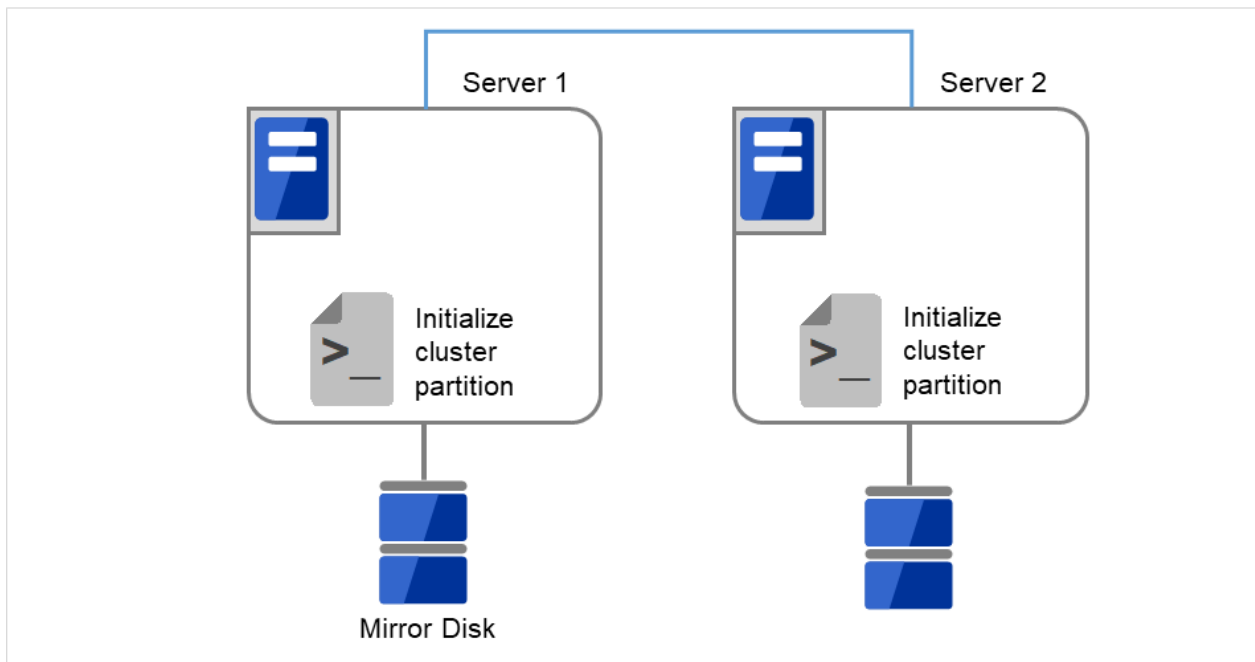 Server 1
Server 2
Initialize
cluster
partition
>_
Initialize
cluster
partition
>_
Mirror Disk